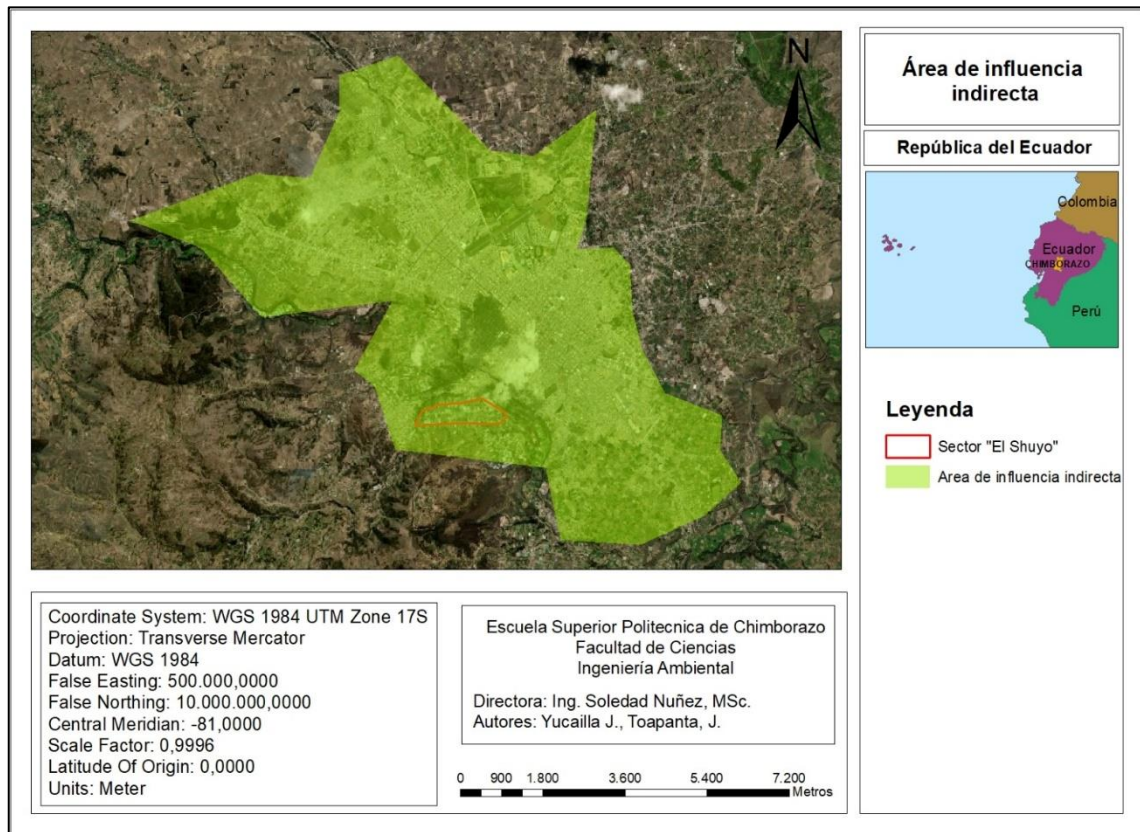 N
Área de influencia
indirecta
República del Ecuador
Colombia
Ecuador
CHIMBORAZO
Perú
Leyenda
Sector "El Shuyo"
Area de influencia indirecta
Coordinate System: WGS 1984 UTM Zone 17S
Projection: Transverse Mercator
Datum: WGS 1984
False Easting: 500.000,0000
False Northing: 10.000.000,0000
Central Meridian: -81,0000
Scale Factor: 0,9996
Latitude Of Origin: 0,0000
Units: Meter
Escuela Superior Politecnica de Chimborazo
Facultad de Ciencias
Ingeniería Ambiental
Directora: Ing. Soledad Nuñez, MSc.
Autores: Yucailla J., Toapanta, J.
0 900 1.800 3.600 5.400 7.200
Metros